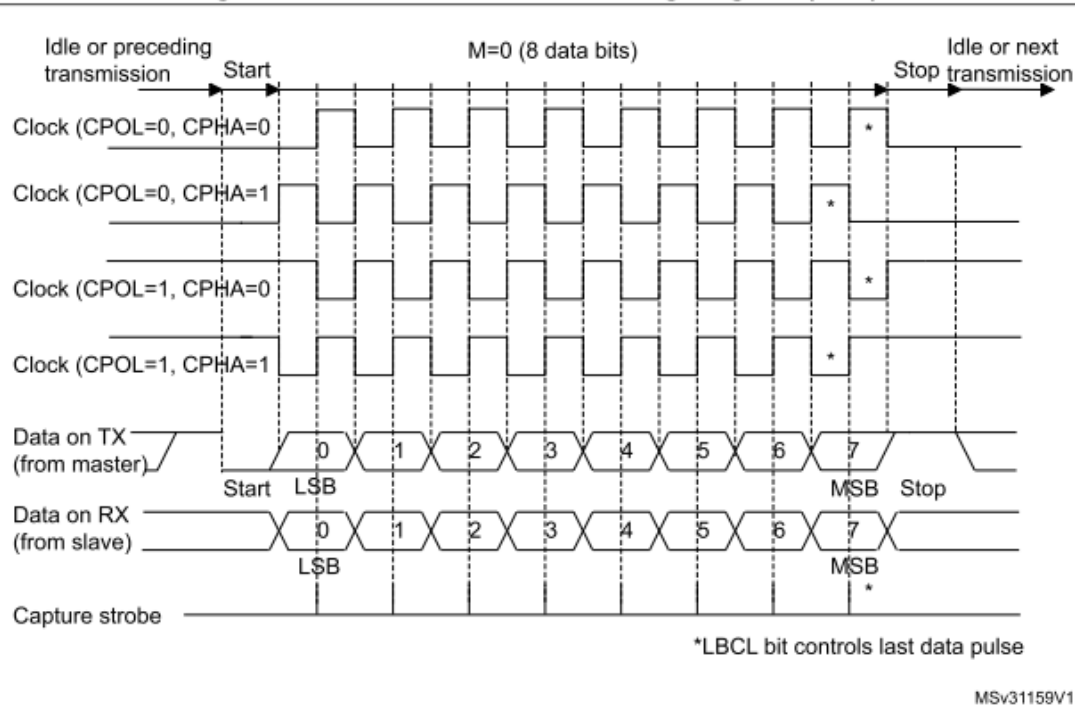 Idle or preceding
transmission
Start
M=0 (8 data bits)
Stop
Idle or next
transmission
Clock (CPOL=0, CPHA=0
*
Clock (CPOL=0, CPHA=1
*
Clock (CPOL=1, CPHA=0
*
Clock (CPOL=1, CPHA=1
*
Data on TX
(from master)
0 1 2 3 4 5 6 7
Start LSB MSB Stop
Data on RX
(from slave)
0 1 2 3 4 5 6 7
LSB MSB
*
Capture strobe
*LBCL bit controls last data pulse
MSv31159V1